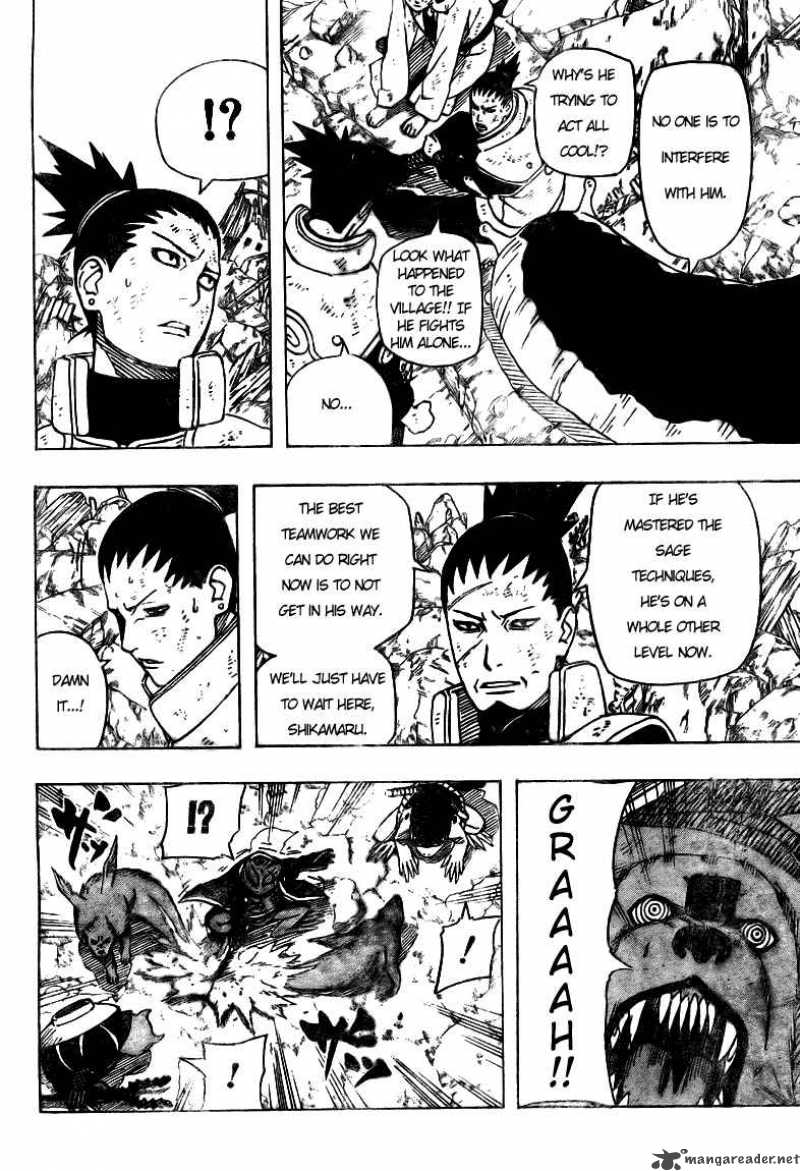 NO ONE IS TO
INTERFERE
WITH HIM.
WHY'S HE
TRYING TO
ACT ALL
COOL!?
LOOK WHAT
HAPPENED
TO THE
VILLAGE!! IF
HE FIGHTS
HIM ALONE...
NO...
!?
IF HE'S
MASTERED THE
SAGE
TECHNIQUES,
HE'S ON A
WHOLE OTHER
LEVEL NOW.
THE BEST
TEAMWORK WE
CAN DO RIGHT
NOW IS TO NOT
GET IN HIS WAY.
WE'LL JUST HAVE
TO WAIT HERE,
SHIKAMARU.
DAMN
IT...!
GRAAAAH!!
!?
!
!
mangareader.net